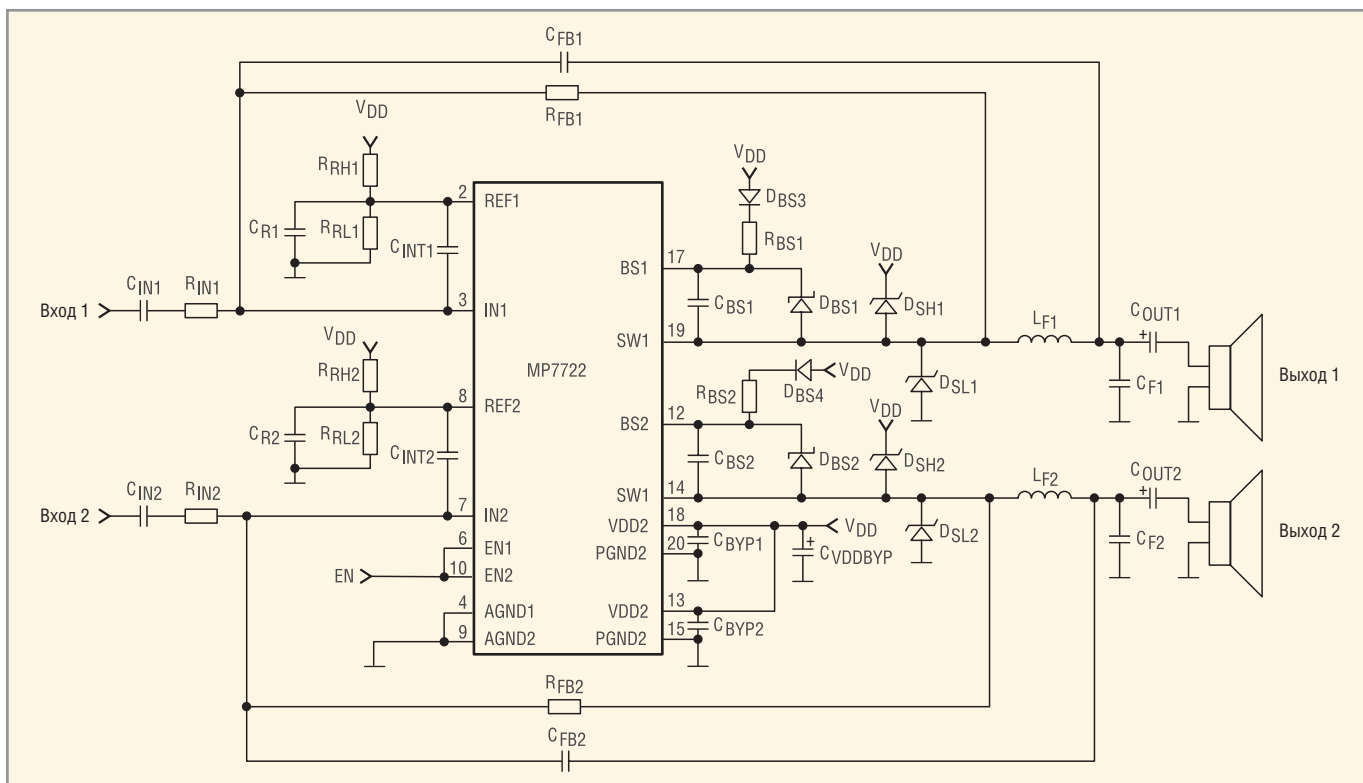 CFB1
RFB1
VDD
RRH1
2
REF1
CR1
RRL1
CINT1
CIN1
RIN1
Вход 1
3
IN1
VDD
RRH2
MP7722
8
REF2
CR2
RRL2
CINT2
CIN2
RIN2
Вход 2
7
IN2
6
EN1
EN
10
EN2
4
AGND1
9
AGND2
VDD
DBS3
RBS1
17
BS1
VDD
CBS1
DBS1
DSH1
19
SW1
LF1
COUT1
+
CF1
Выход 1
DSL1
RBS2
DBS4
VDD
VDD
12
BS2
CBS2
DBS2
DSH2
14
SW1
LF2
COUT2
+
CF2
Выход 2
DSL2
18
VDD2
VDD
CBYP1
+
CVDDBYP
20
PGND2
13
VDD2
CBYP2
15
PGND2
RFB2
CFB2